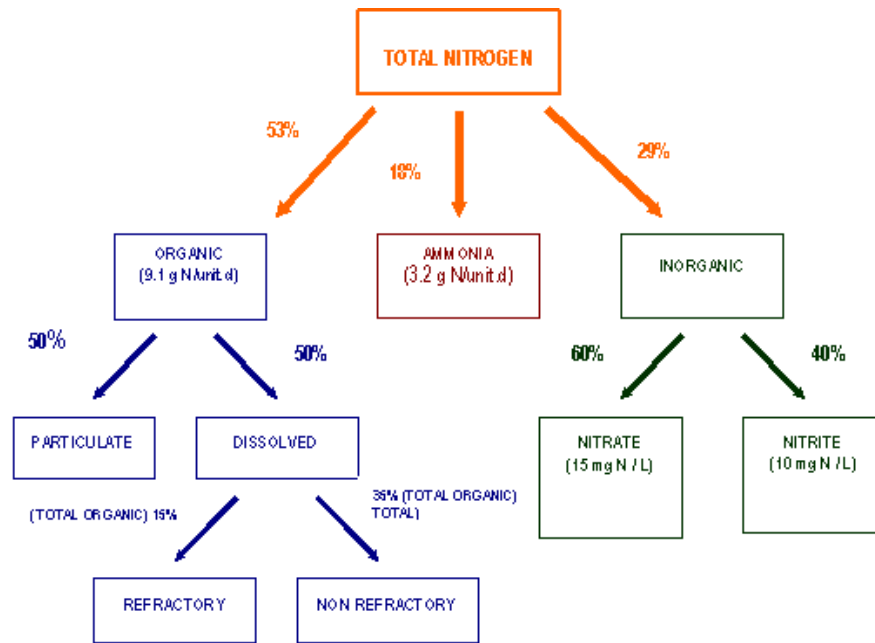 TOTAL NITROGEN
53%
18%
29%
ORGANIC
(9.1 g N/unit.d)
AMMONIA
(3.2 g N/unit.d)
INORGANIC
50%
50%
60%
40%
PARTICULATE
DISSOLVED
NITRATE
(15 mg N / L)
NITRITE
(10 mg N / L)
(TOTAL ORGANIC) 15%
35% (TOTAL ORGANIC)
TOTAL)
REFRACTORY
NON REFRACTORY